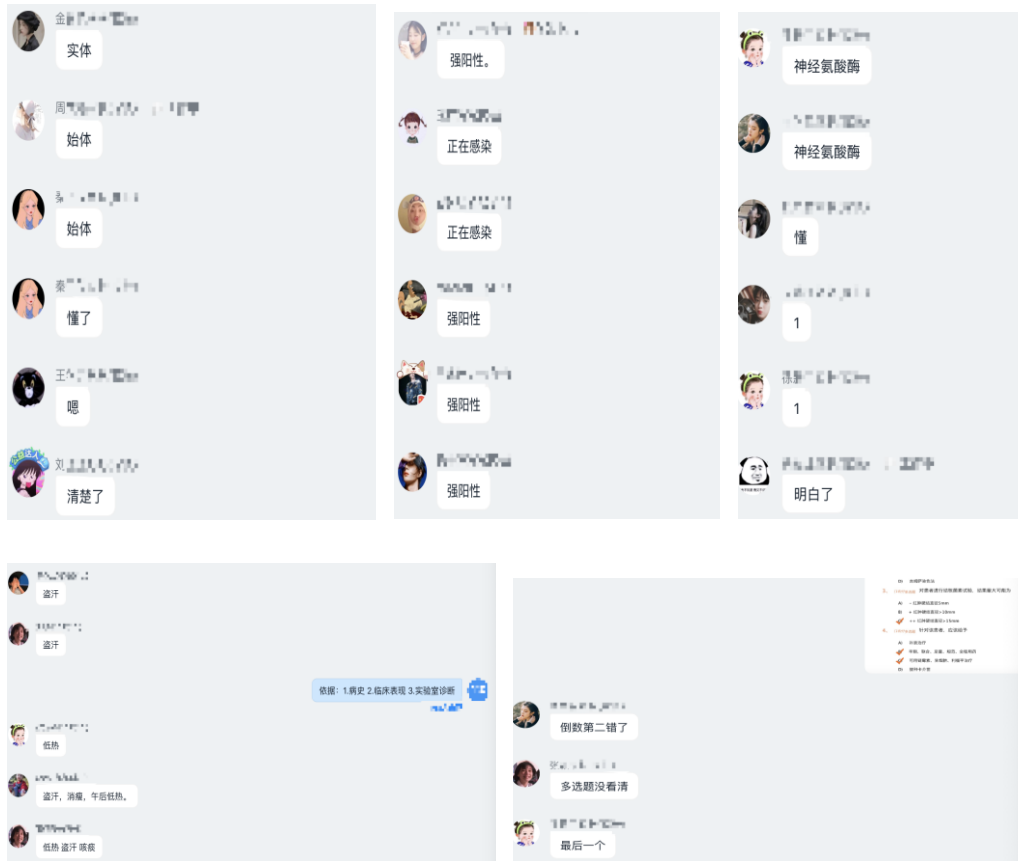 金
实体
周
始体
始体
秦
懂了
王
嗯
刘
清楚了
强阳性。
正在感染
正在感染
强阳性
强阳性
强阳性
神经氨酸酶
神经氨酸酶
懂
1
1
明白了
盗汗
盗汗
依据：1.病史 2.临床表现 3.实验室诊断
低热
盗汗，消瘦，午后低热。
低热 盗汗 咳痰
倒数第二错了
多选题没看清
最后一个